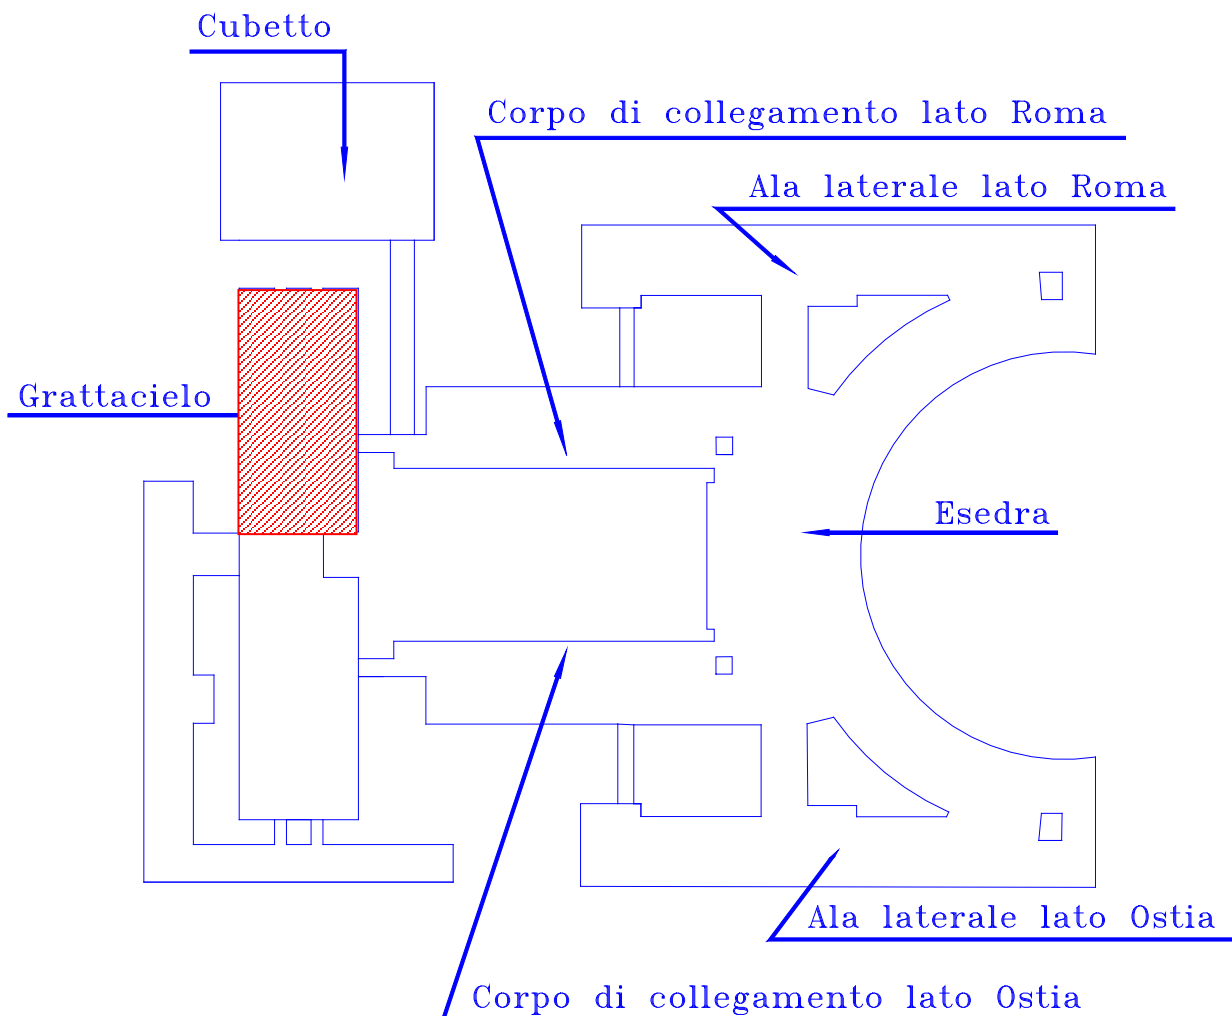 Cubetto
Corpo di collegamento lato Roma
Ala laterale lato Roma
Grattacielo
Esedra
Ala laterale lato Ostia
Corpo di collegamento lato Ostia